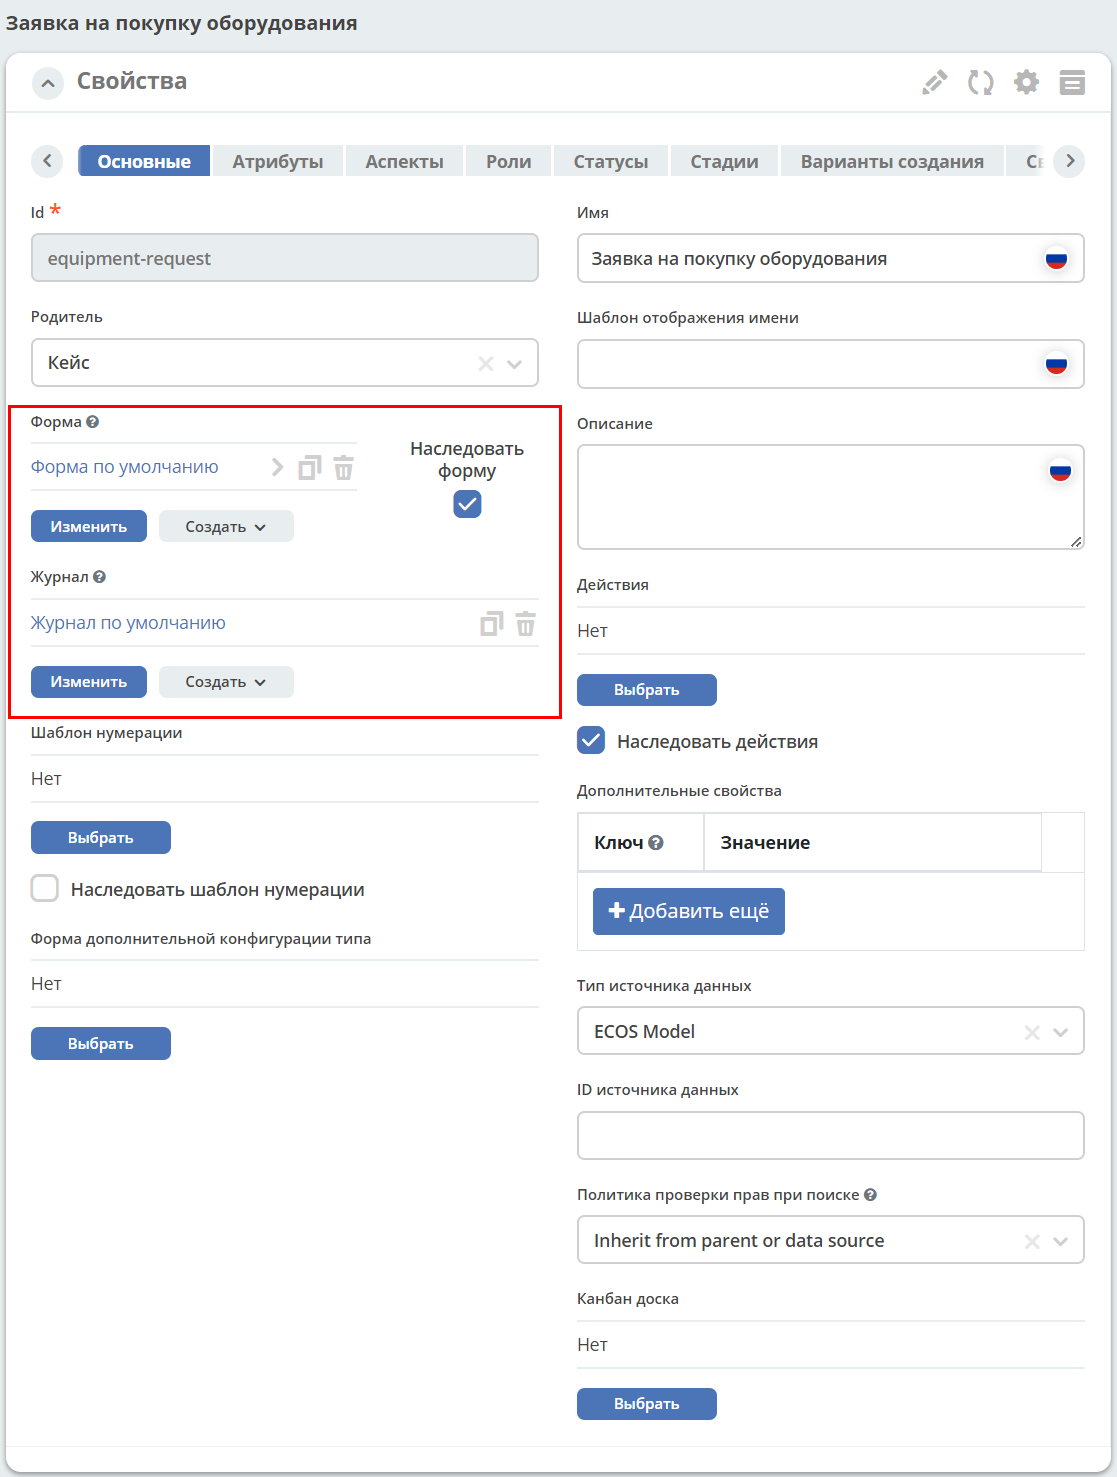 Заявка на покупку оборудования
Свойства
Основные
Атрибуты
Аспекты
Роли
Статусы
Стадии
Варианты создания
Id *
equipment-request
Имя
Заявка на покупку оборудования
Родитель
Кейс
Шаблон отображения имени
Форма
Форма по умолчанию
Наследовать
форму
Изменить
Создать
Описание
Журнал
Журнал по умолчанию
Изменить
Создать
Действия
Нет
Выбрать
Наследовать действия
Шаблон нумерации
Нет
Выбрать
Наследовать шаблон нумерации
Дополнительные свойства
Ключ
Значение
Добавить ещё
Форма дополнительной конфигурации типа
Нет
Выбрать
Тип источника данных
ECOS Model
ID источника данных
Политика проверки прав при поиске
Inherit from parent or data source
Канбан доска
Нет
Выбрать